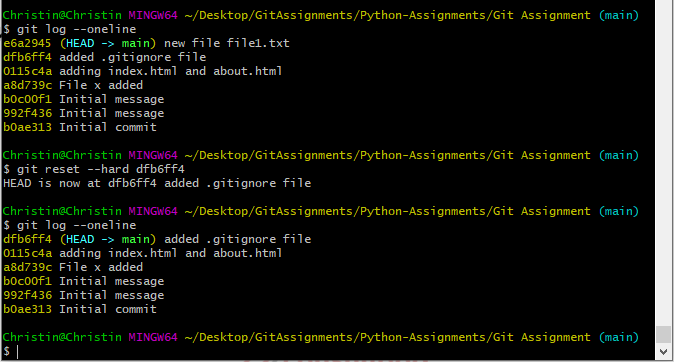 Christin@Christin MINGW64 ~/Desktop/GitAssignments/Python-Assignments/Git Assignment (main)
$ git log --oneline
e6a2945 (HEAD -> main) new file file1.txt
dfb6ff4 added .gitignore file
0115c4a adding index.html and about.html
a8d739c File x added
b0c00f1 Initial message
992f436 Initial message
b0ae313 Initial commit
Christin@Christin MINGW64 ~/Desktop/GitAssignments/Python-Assignments/Git Assignment (main)
$ git reset --hard dfb6ff4
HEAD is now at dfb6ff4 added .gitignore file
Christin@Christin MINGW64 ~/Desktop/GitAssignments/Python-Assignments/Git Assignment (main)
$ git log --oneline
dfb6ff4 (HEAD -> main) added .gitignore file
0115c4a adding index.html and about.html
a8d739c File x added
b0c00f1 Initial message
992f436 Initial message
b0ae313 Initial commit
Christin@Christin MINGW64 ~/Desktop/GitAssignments/Python-Assignments/Git Assignment (main)
$